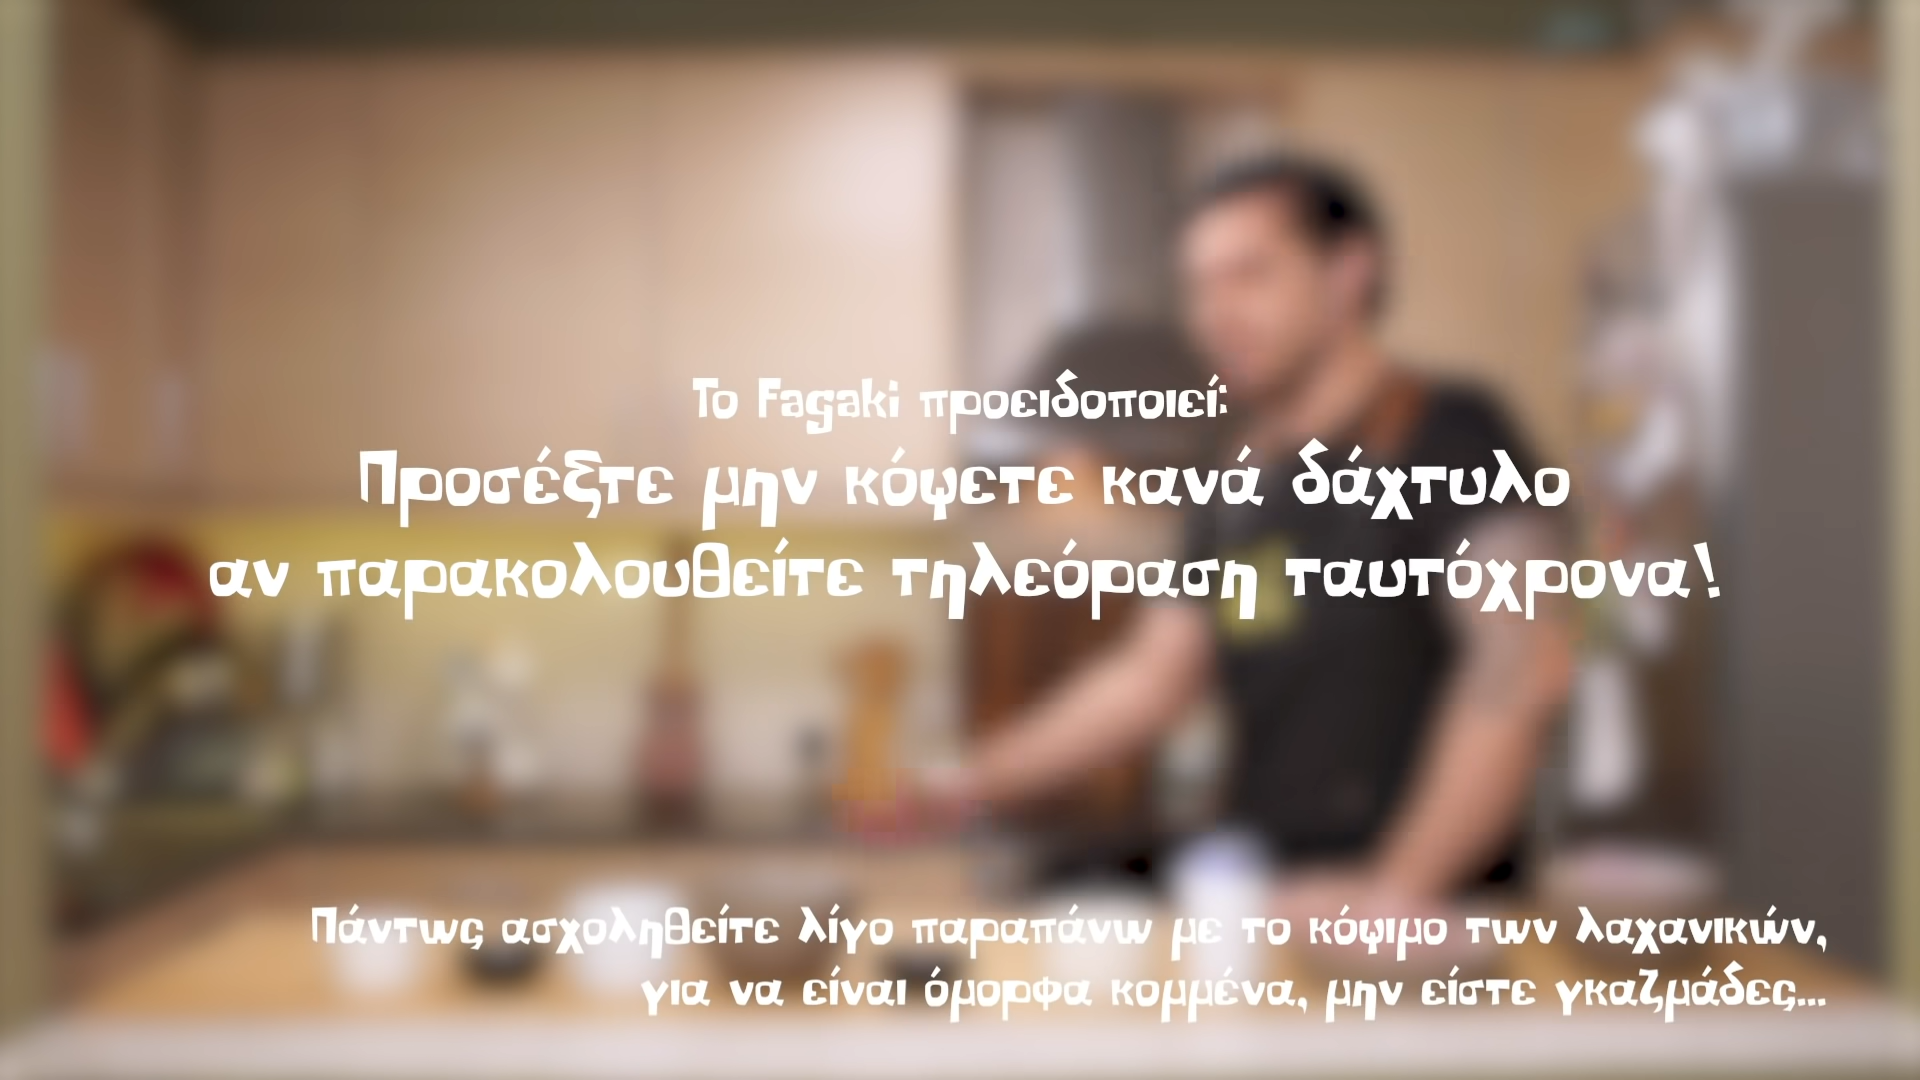 Το Fagaki προειδοποιεί:
Προσέξτε μην κόψετε κανά δάχτυλο
αν παρακολουθείτε τηλεόραση ταυτόχρονα!
Πάντως ασχοληθείτε λίγο παραπάνω με το κόψιμο των λαχανικών,
για να είναι όμορφα κομμένα, μην είστε γκαζμάδες...